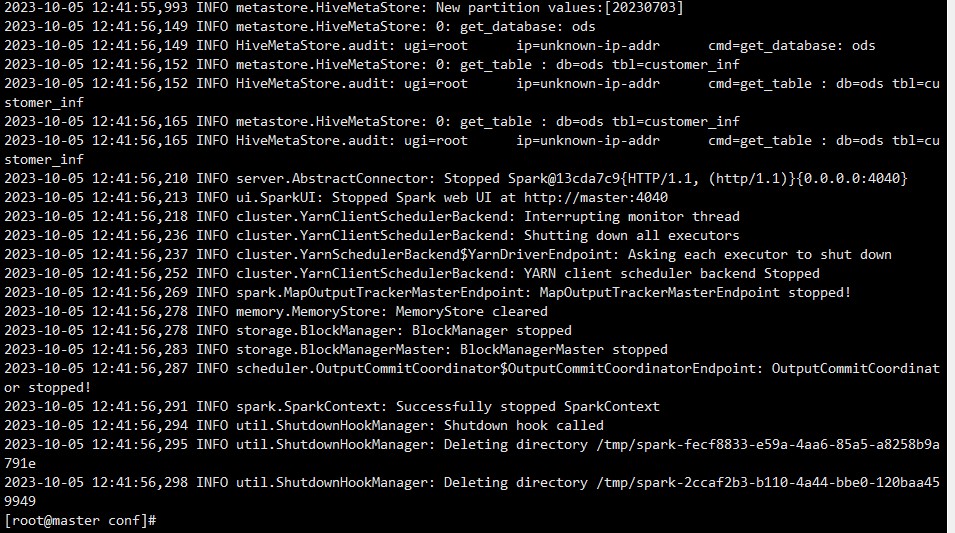 2023-10-05 12:41:55,993 INFO metastore.HiveMetaStore: New partition values:[20230703]
2023-10-05 12:41:56,149 INFO metastore.HiveMetaStore: 0: get_database: ods
2023-10-05 12:41:56,149 INFO HiveMetaStore.audit: ugi=root      ip=unknown-ip-addr      cmd=get_database: ods
2023-10-05 12:41:56,152 INFO metastore.HiveMetaStore: 0: get_table : db=ods tbl=customer_inf
2023-10-05 12:41:56,152 INFO HiveMetaStore.audit: ugi=root      ip=unknown-ip-addr      cmd=get_table : db=ods tbl=cu
stomer_inf
2023-10-05 12:41:56,165 INFO metastore.HiveMetaStore: 0: get_table : db=ods tbl=customer_inf
2023-10-05 12:41:56,165 INFO HiveMetaStore.audit: ugi=root      ip=unknown-ip-addr      cmd=get_table : db=ods tbl=cu
stomer_inf
2023-10-05 12:41:56,210 INFO server.AbstractConnector: Stopped Spark@13cda7c9{HTTP/1.1, (http/1.1)}{0.0.0.0:4040}
2023-10-05 12:41:56,213 INFO ui.SparkUI: Stopped Spark web UI at http://master:4040
2023-10-05 12:41:56,218 INFO cluster.YarnClientSchedulerBackend: Interrupting monitor thread
2023-10-05 12:41:56,236 INFO cluster.YarnClientSchedulerBackend: Shutting down all executors
2023-10-05 12:41:56,237 INFO cluster.YarnSchedulerBackend$YarnDriverEndpoint: Asking each executor to shut down
2023-10-05 12:41:56,252 INFO cluster.YarnClientSchedulerBackend: YARN client scheduler backend Stopped
2023-10-05 12:41:56,269 INFO spark.MapOutputTrackerMasterEndpoint: MapOutputTrackerMasterEndpoint stopped!
2023-10-05 12:41:56,278 INFO memory.MemoryStore: MemoryStore cleared
2023-10-05 12:41:56,278 INFO storage.BlockManager: BlockManager stopped
2023-10-05 12:41:56,283 INFO storage.BlockManagerMaster: BlockManagerMaster stopped
2023-10-05 12:41:56,287 INFO scheduler.OutputCommitCoordinator$OutputCommitCoordinatorEndpoint: OutputCommitCoordinat
or stopped!
2023-10-05 12:41:56,291 INFO spark.SparkContext: Successfully stopped SparkContext
2023-10-05 12:41:56,294 INFO util.ShutdownHookManager: Shutdown hook called
2023-10-05 12:41:56,295 INFO util.ShutdownHookManager: Deleting directory /tmp/spark-fecf8833-e59a-4aa6-85a5-a8258b9a
791e
2023-10-05 12:41:56,298 INFO util.ShutdownHookManager: Deleting directory /tmp/spark-2ccaf2b3-b110-4a44-bbe0-120baa45
9949
[root@master conf]#